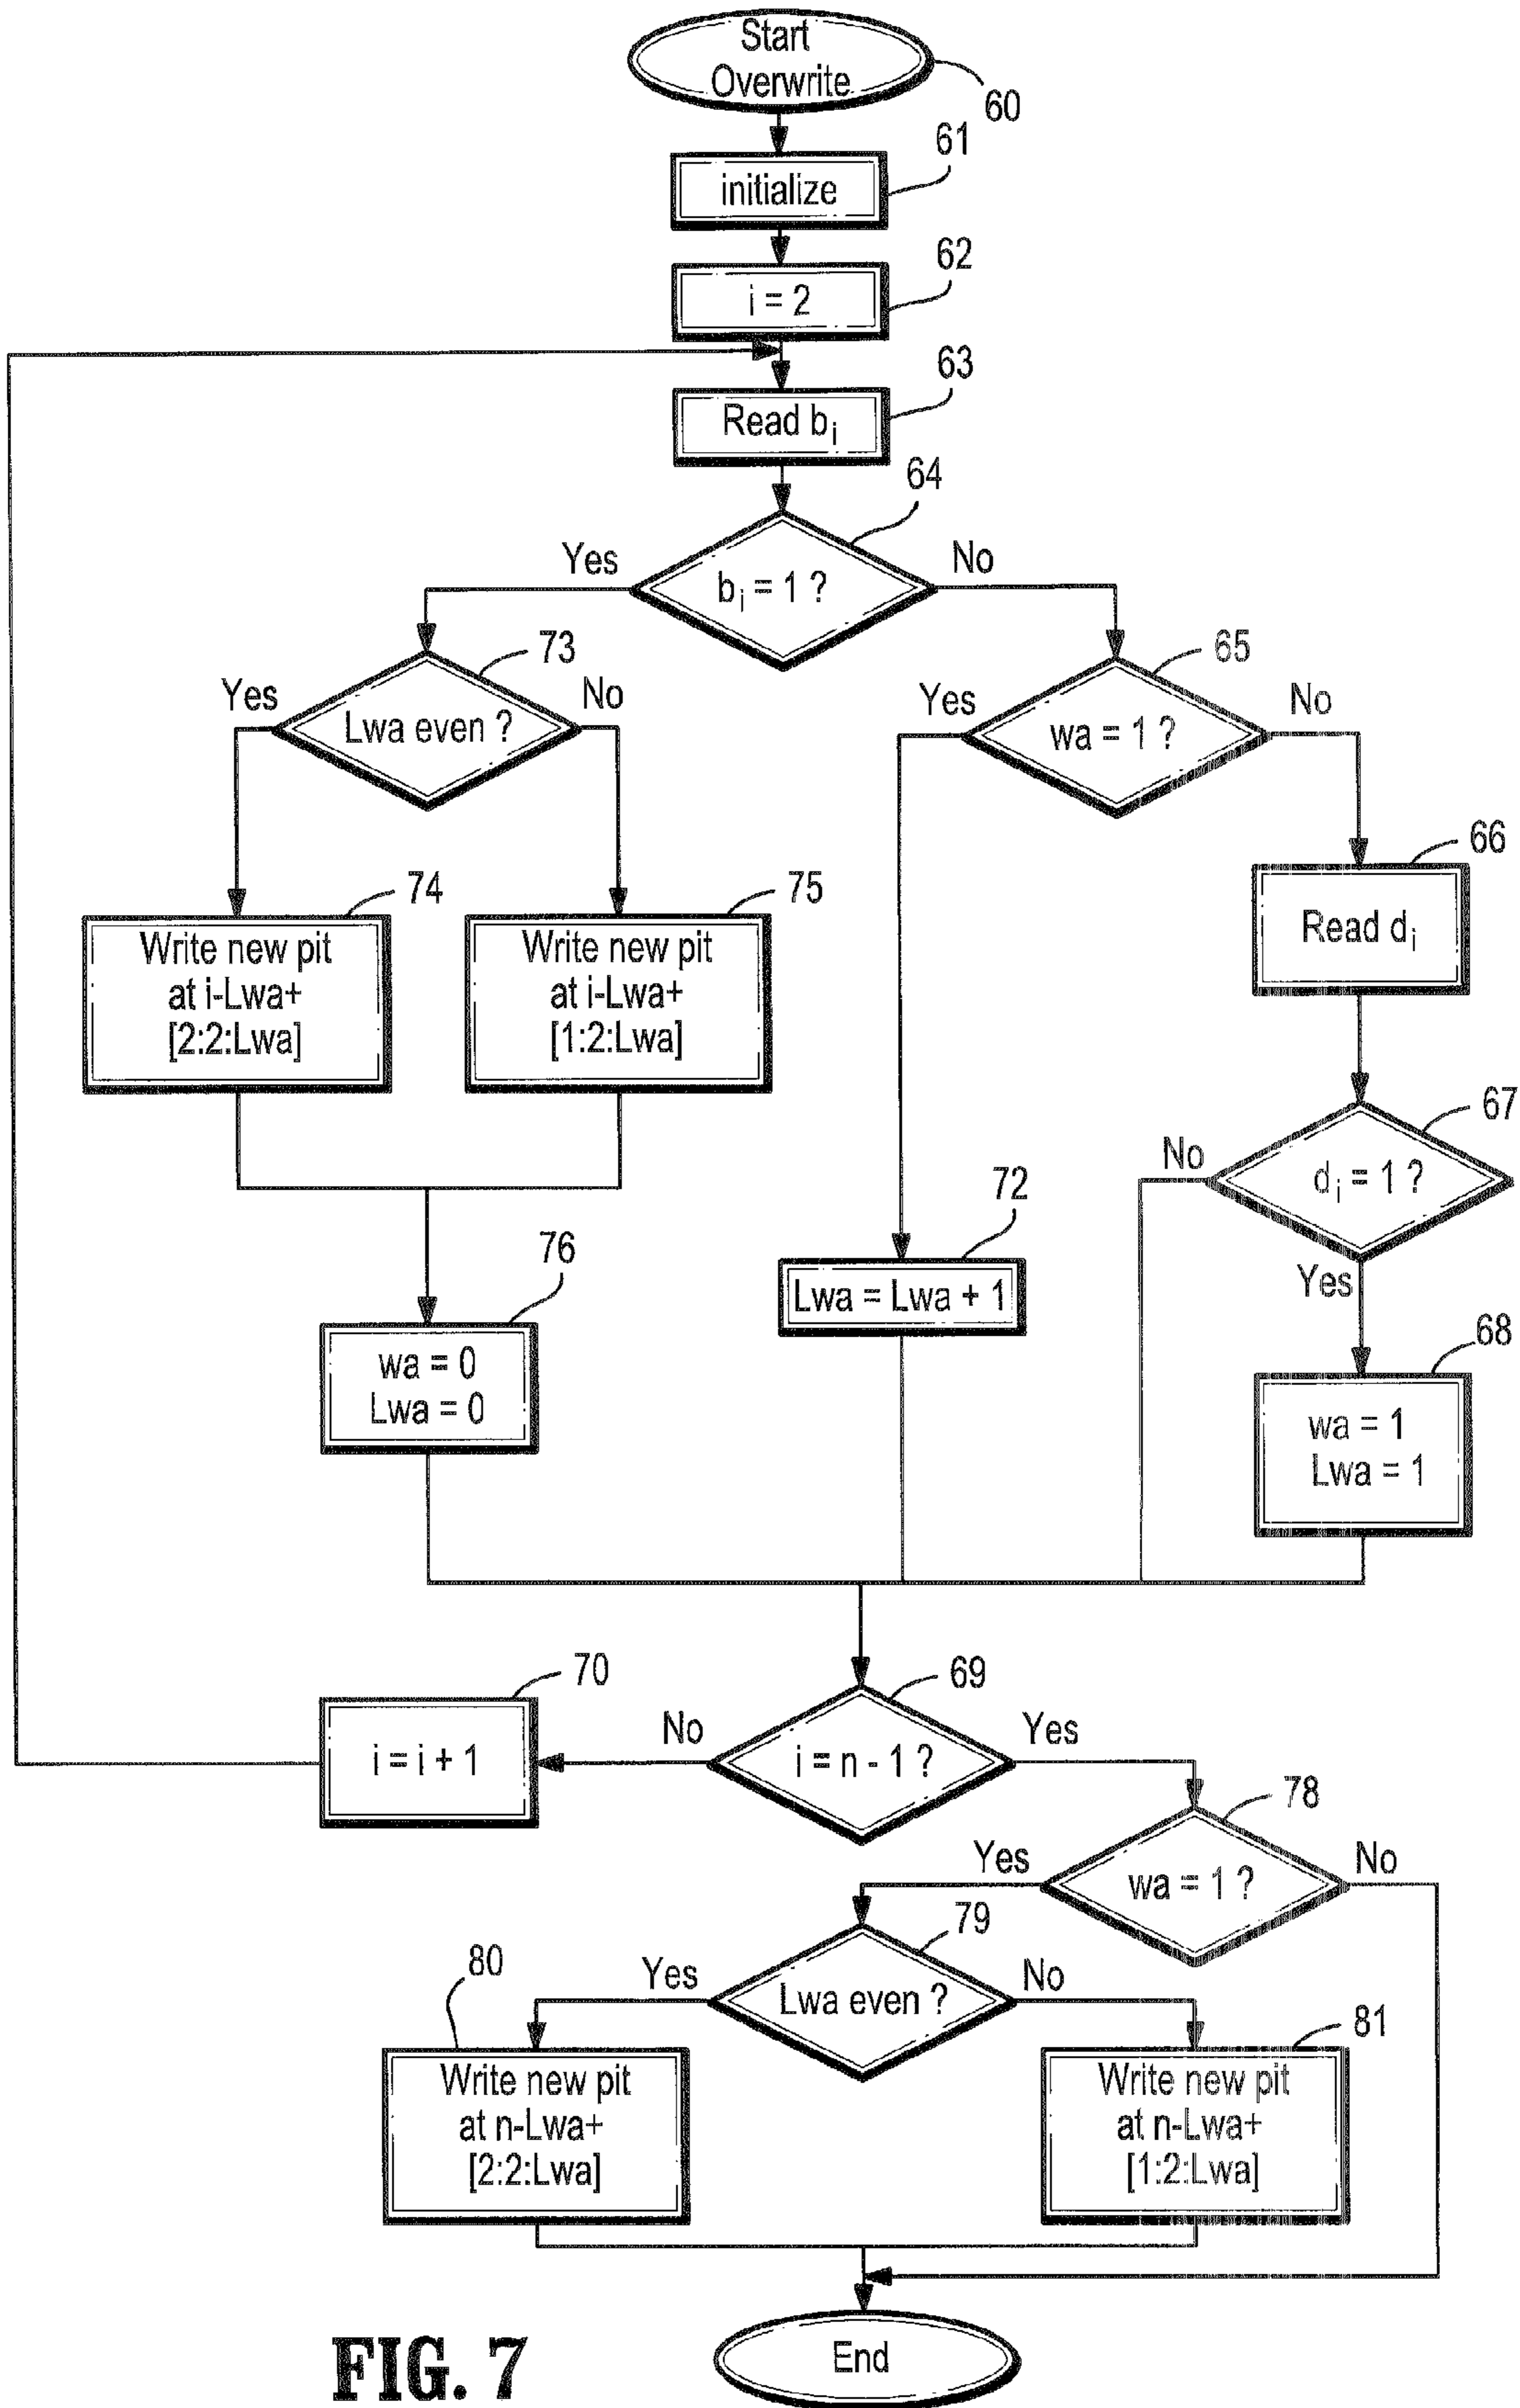 Start
Overwrite
60
61
initialize
62
i = 2
63
Read bi
64
Yes
No
bi = 1 ?
73
65
Yes
No
Yes
No
Lwa even ?
wa = 1 ?
66
74
75
Read di
Write new pit
at i-Lwa+
[2:2:Lwa]
Write new pit
at i-Lwa+
[1:2:Lwa]
67
No
di = 1 ?
72
76
Yes
Lwa = Lwa + 1
68
wa = 0
Lwa = 0
wa = 1
Lwa = 1
70
69
No
Yes
i = i + 1
i = n - 1 ?
78
Yes
No
wa = 1 ?
79
80
Yes
No
Lwa even ?
81
Write new pit
at n-Lwa+
[2:2:Lwa]
Write new pit
at n-Lwa+
[1:2:Lwa]
End
FIG. 7